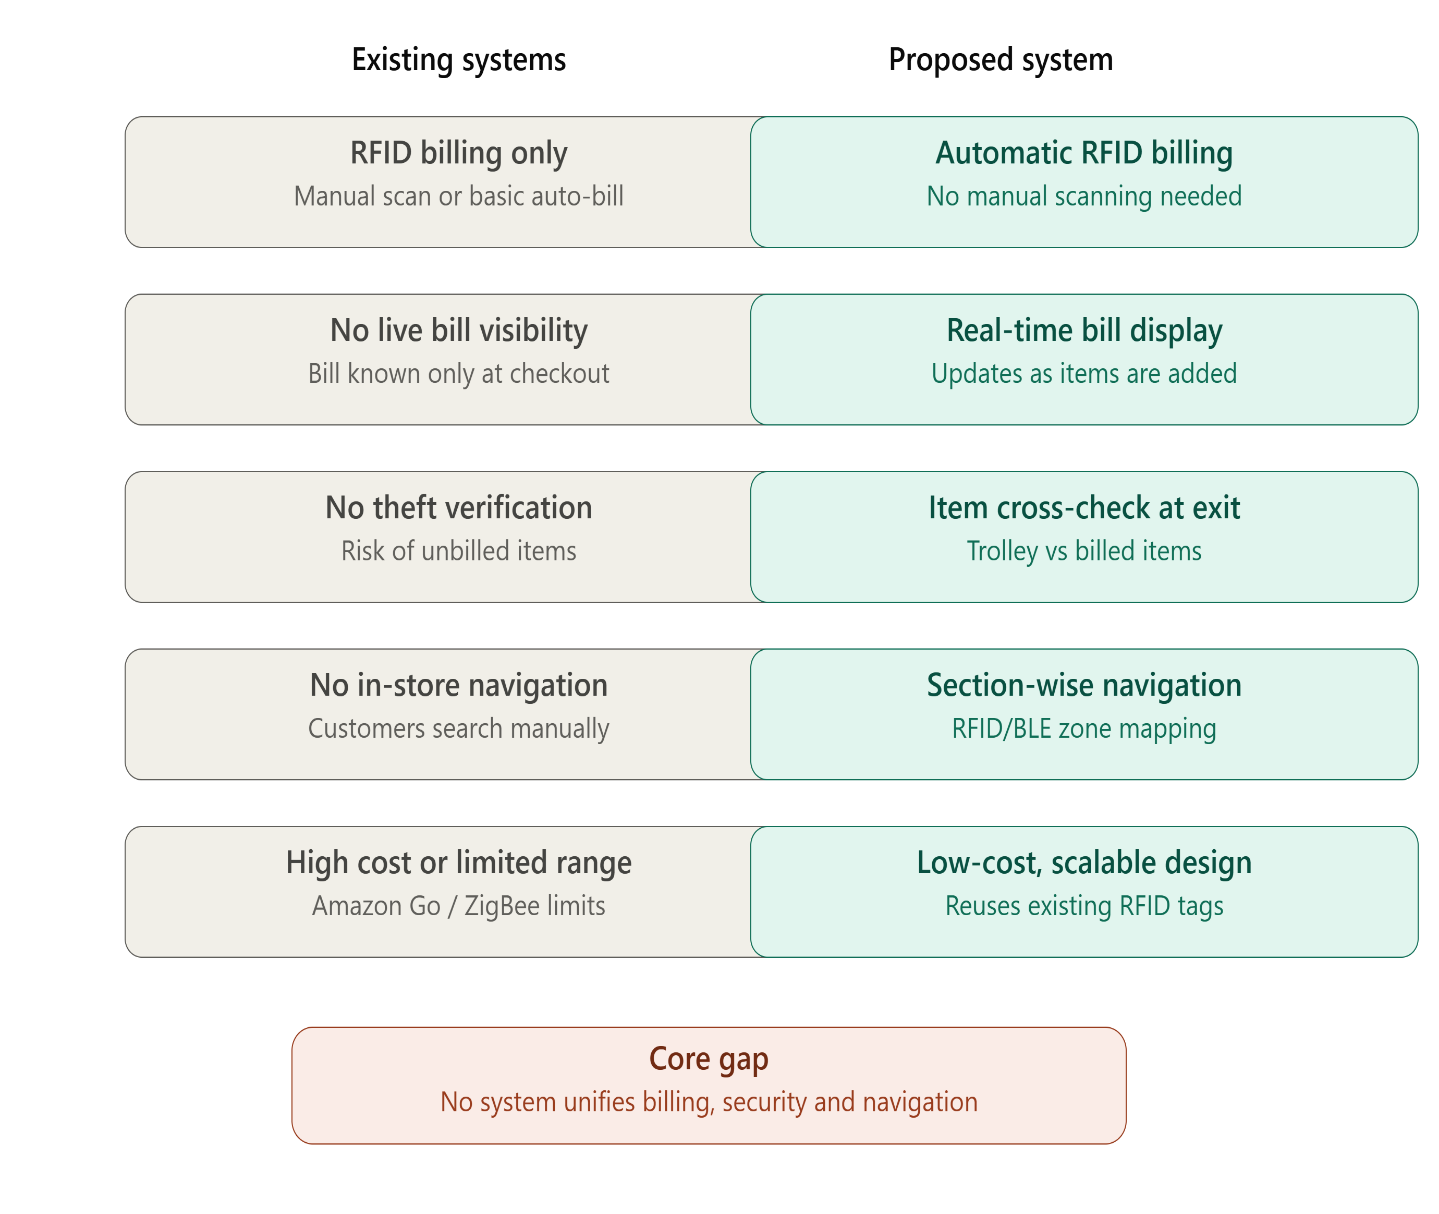 Existing systems
Proposed system
RFID billing only
Manual scan or basic auto-bill
Automatic RFID billing
No manual scanning needed
No live bill visibility
Bill known only at checkout
Real-time bill display
Updates as items are added
No theft verification
Risk of unbilled items
Item cross-check at exit
Trolley vs billed items
No in-store navigation
Customers search manually
Section-wise navigation
RFID/BLE zone mapping
High cost or limited range
Amazon Go / ZigBee limits
Low-cost, scalable design
Reuses existing RFID tags
Core gap
No system unifies billing, security and navigation